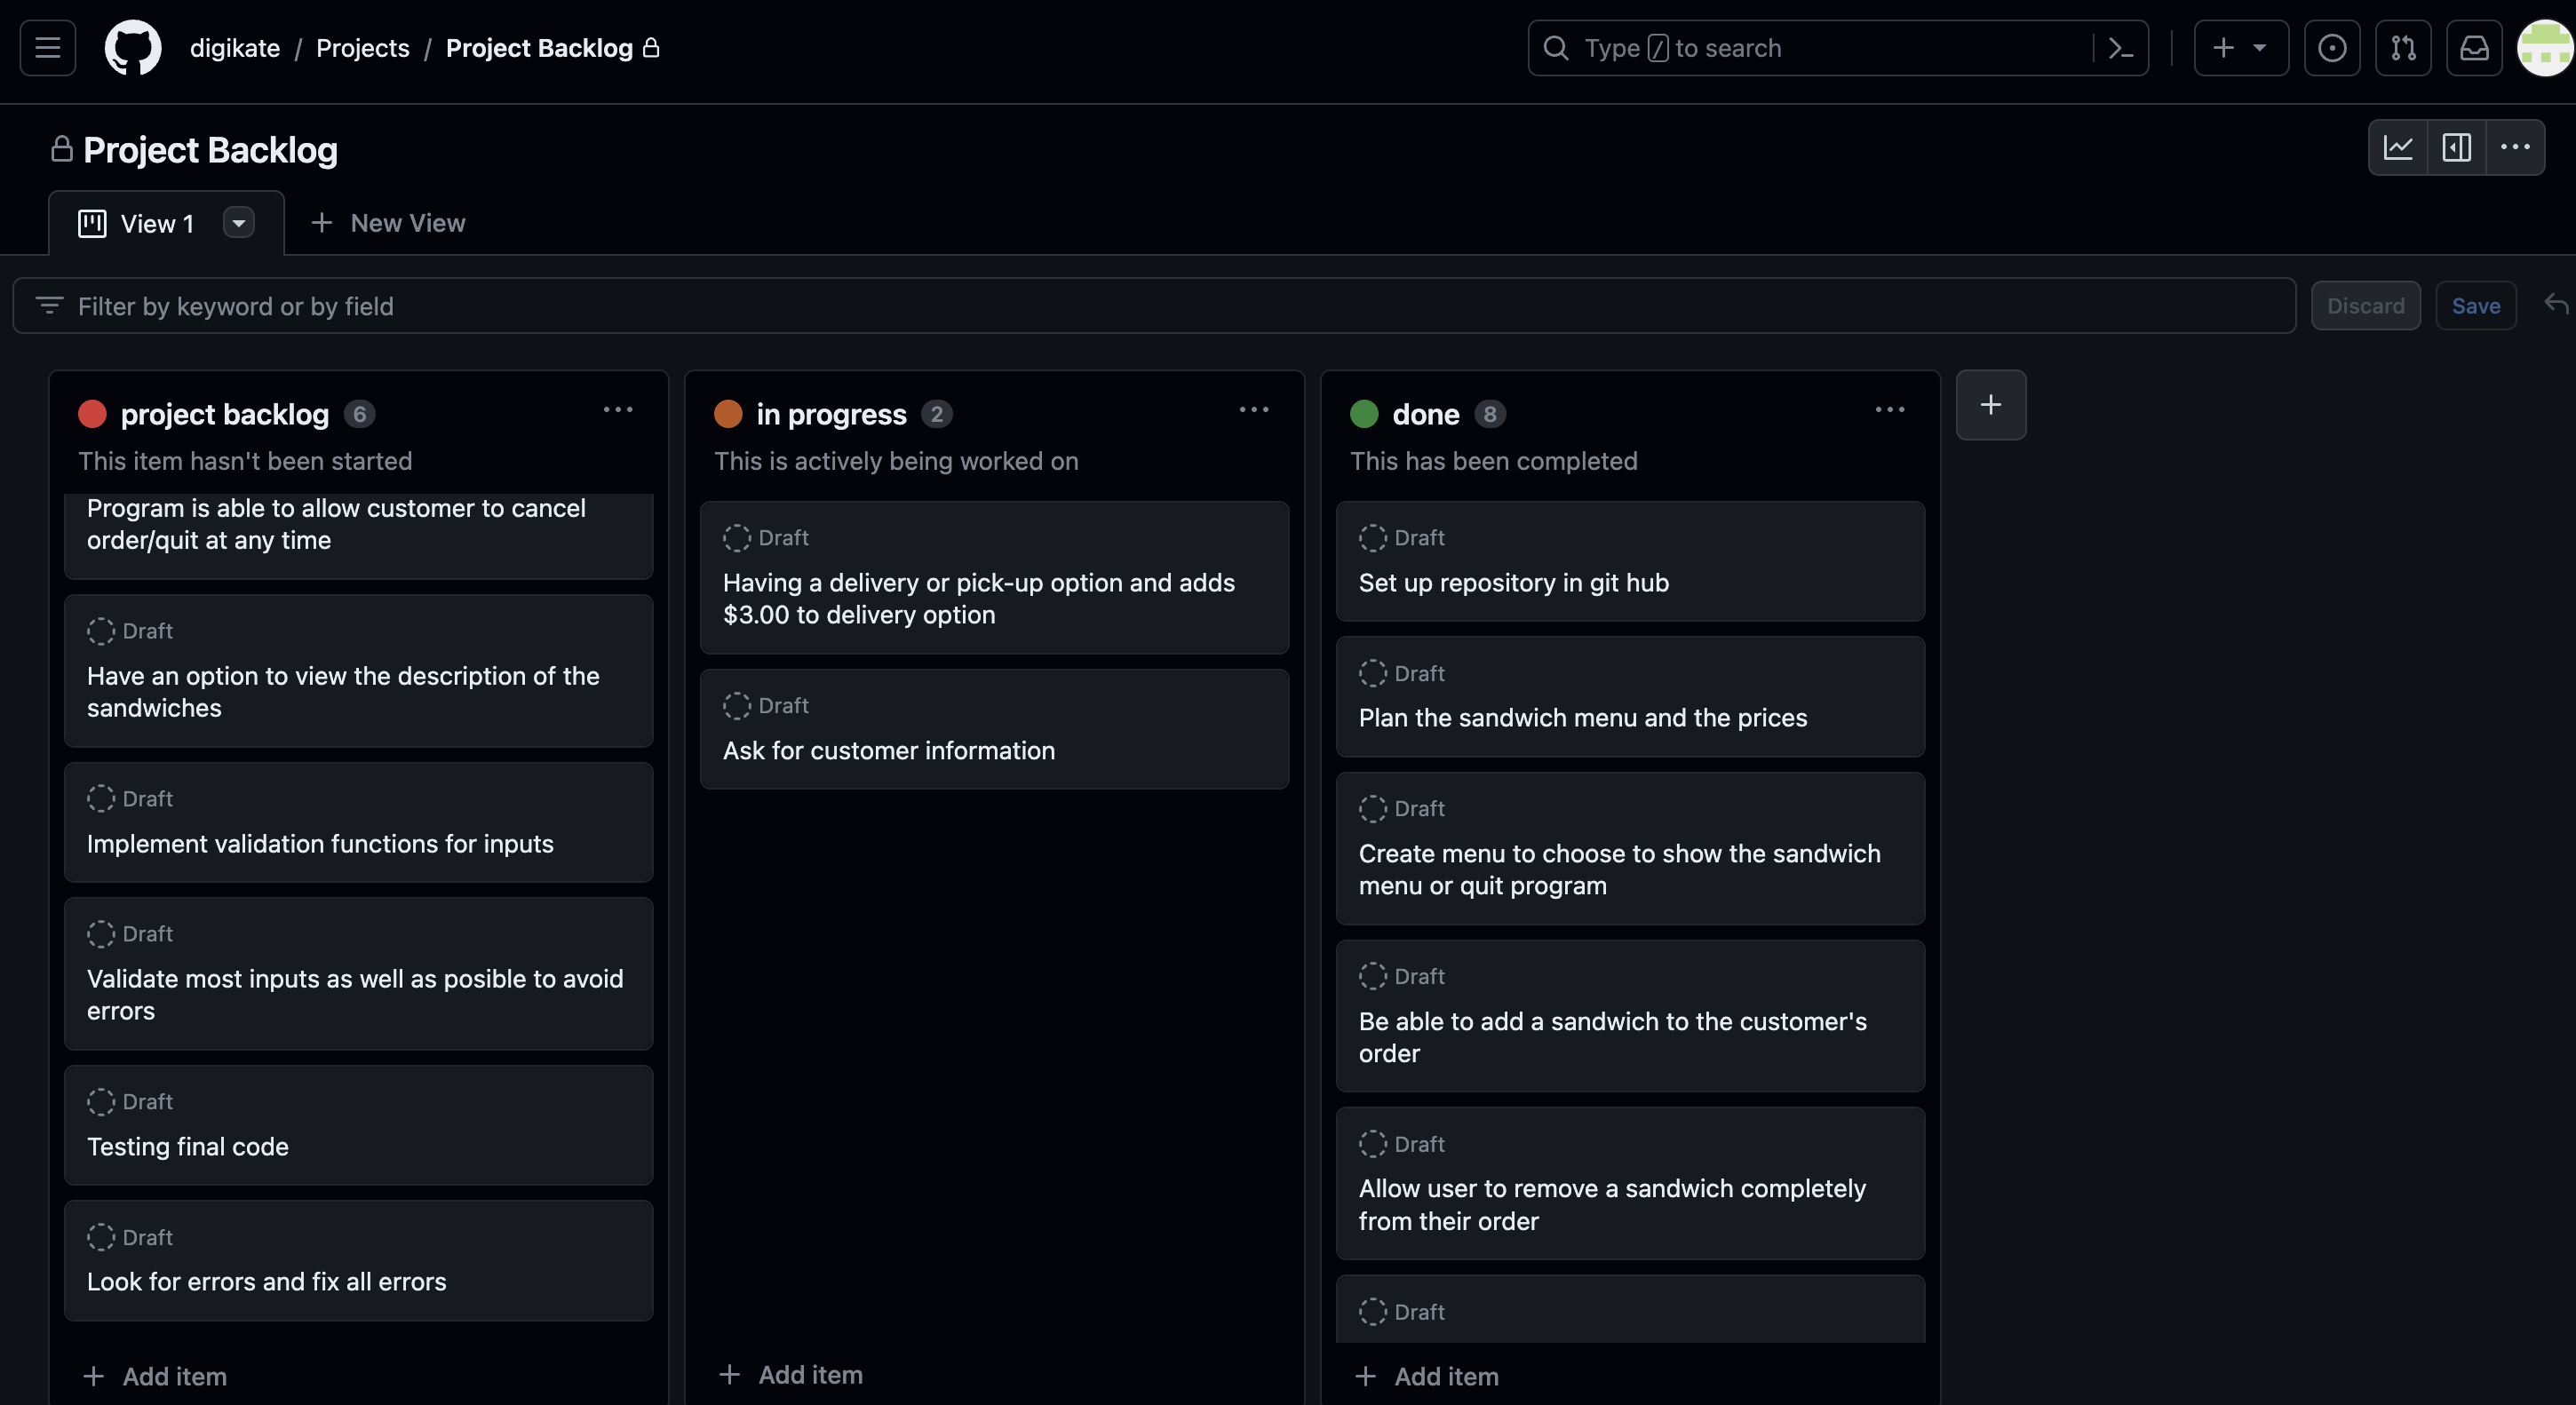 digikate / Projects / Project Backlog
Type / to search
Project Backlog
View 1
New View
Filter by keyword or by field
Discard
Save
project backlog 6
This item hasn't been started
Program is able to allow customer to cancel
order/quit at any time
Draft
Have an option to view the description of the
sandwiches
Draft
Implement validation functions for inputs
Draft
Validate most inputs as well as posible to avoid
errors
Draft
Testing final code
Draft
Look for errors and fix all errors
+ Add item
in progress 2
This is actively being worked on
Draft
Having a delivery or pick-up option and adds
$3.00 to delivery option
Draft
Ask for customer information
+ Add item
done 8
This has been completed
Draft
Set up repository in git hub
Draft
Plan the sandwich menu and the prices
Draft
Create menu to choose to show the sandwich
menu or quit program
Draft
Be able to add a sandwich to the customer's
order
Draft
Allow user to remove a sandwich completely
from their order
Draft
+ Add item